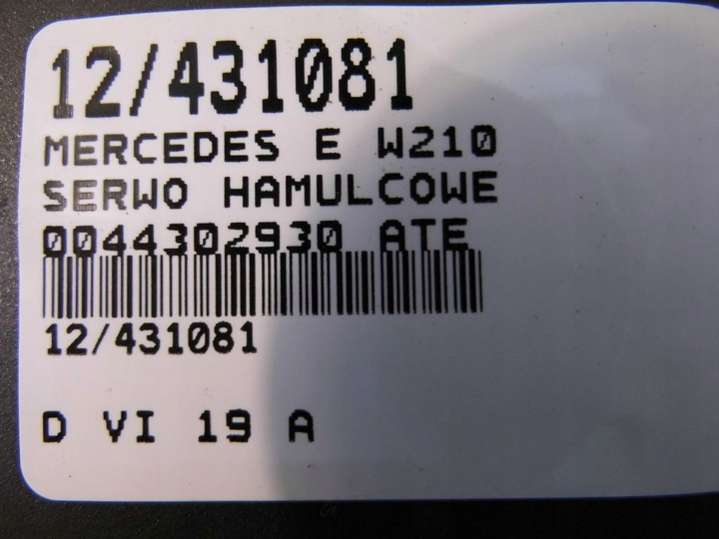 12/431081
MERCEDES E W210
SERWO HAMULCOWE
0044302930 ATE
12/431081
D VI 19 A